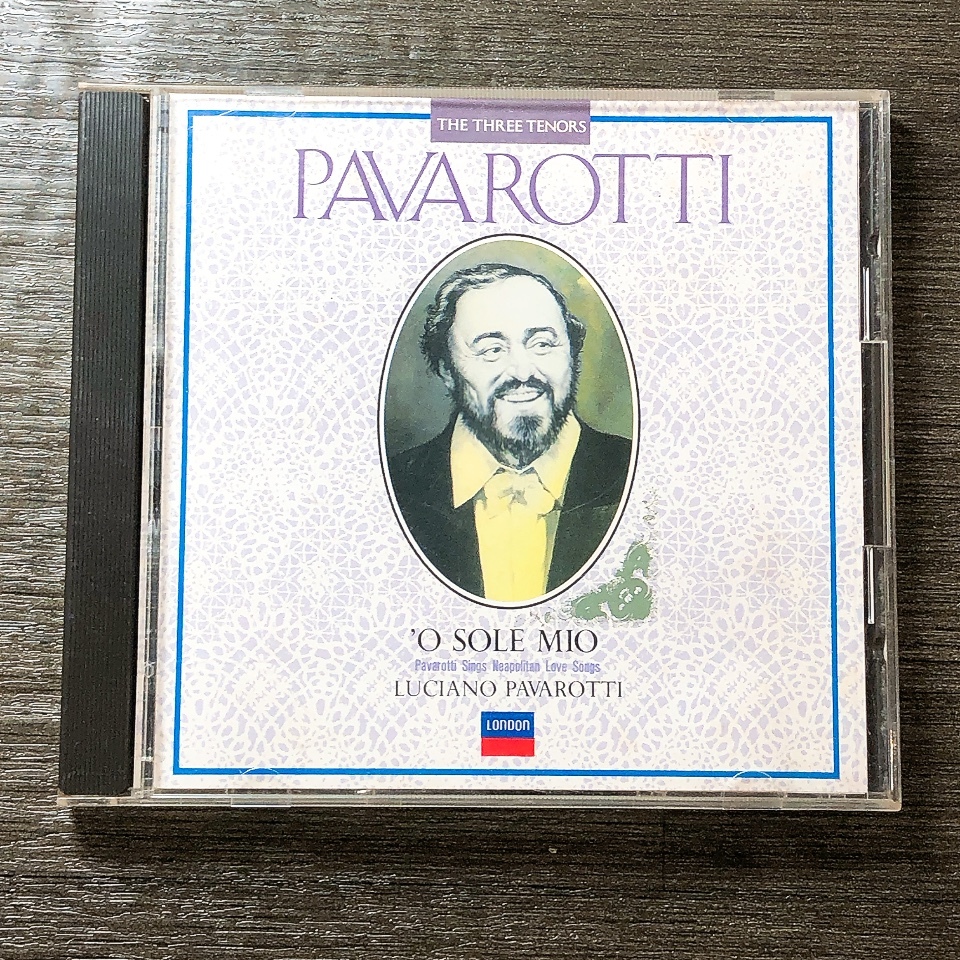 THE THREE TENORS
PAVAROTTI
'O SOLE MIO
Pavarotti Sings Neapolitan Love Songs
LUCIANO PAVAROTTI
LONDON